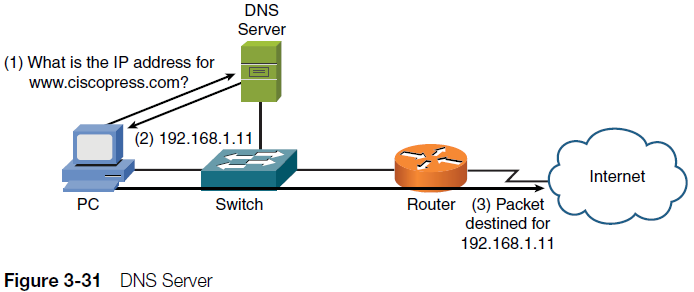 DNS
Server
(1) What is the IP address for
www.ciscopress.com?
(2) 192.168.1.11
PC
Switch
Router
(3) Packet
destined for
192.168.1.11
Internet
Figure 3-31 DNS Server